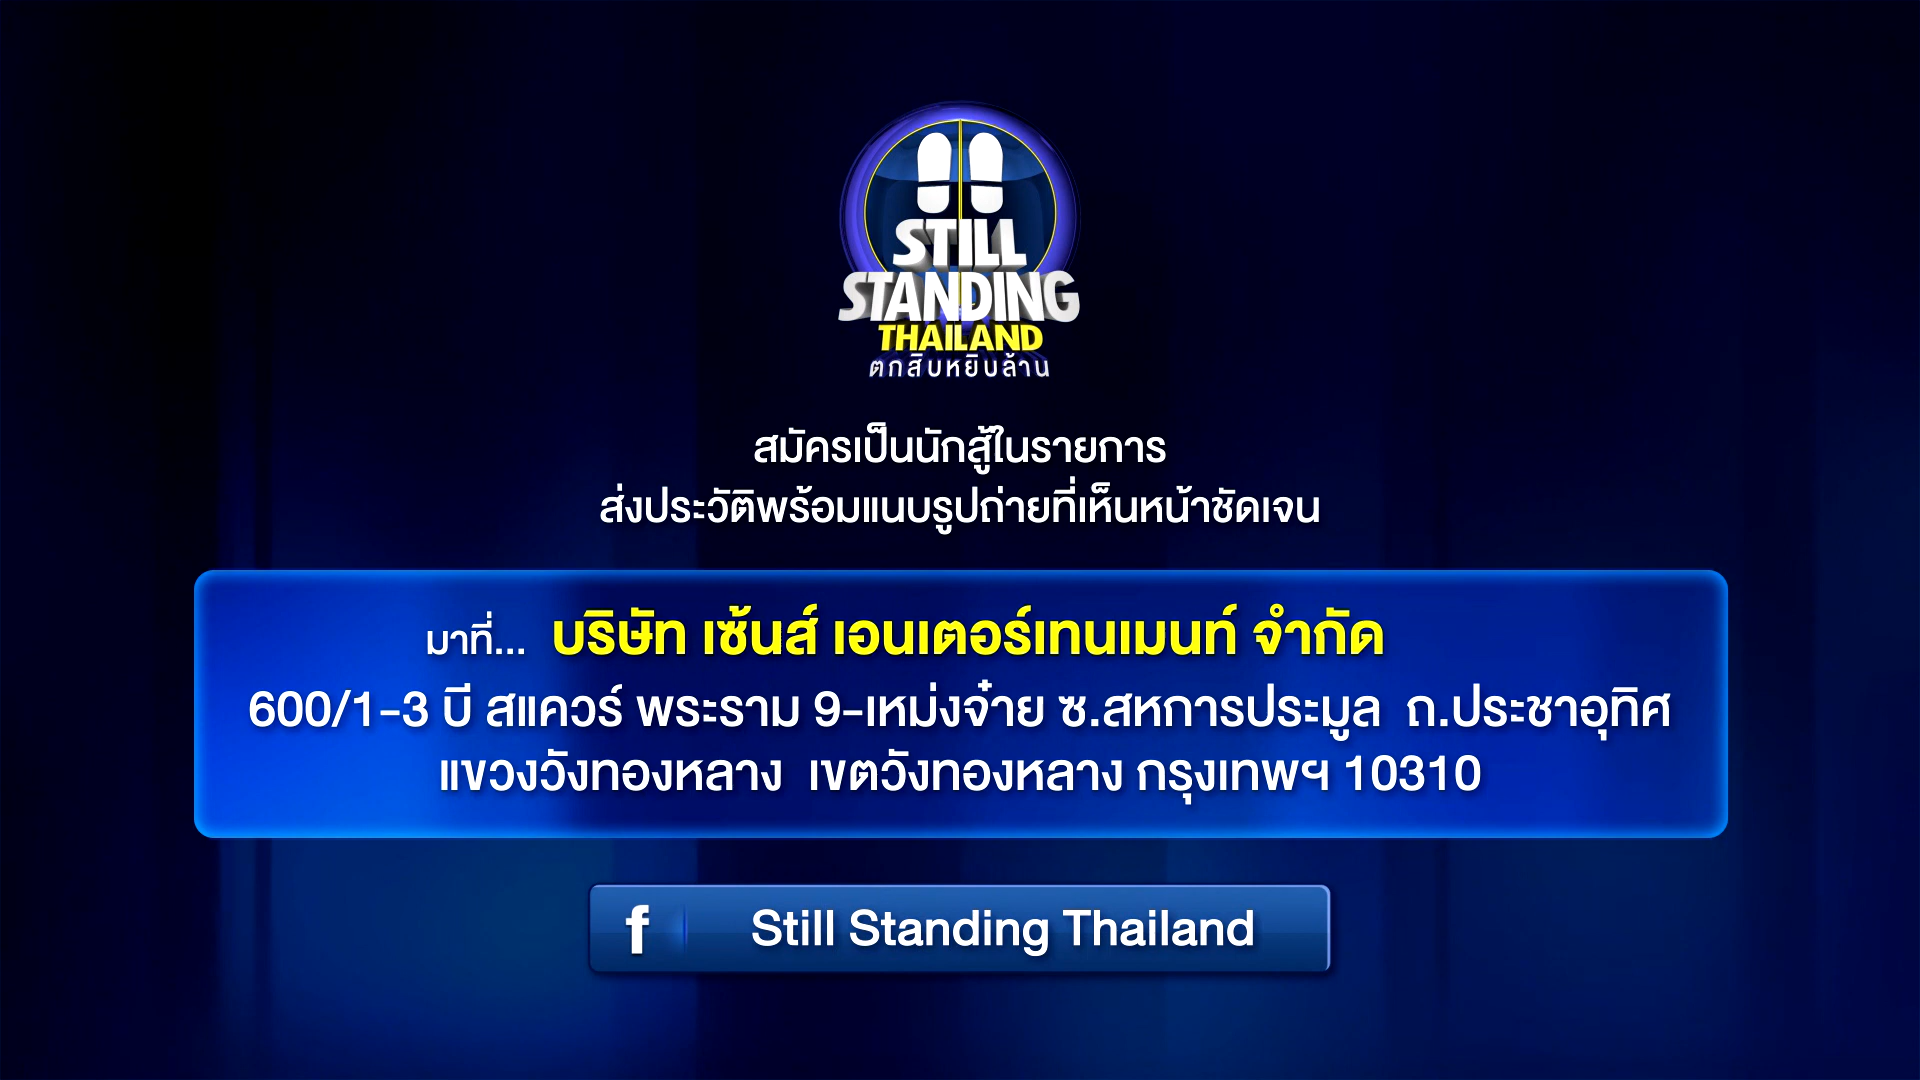 STILL
STANDING
THAILAND
ตกสิบหยิบล้าน
สมัครเป็นนักสู้ในรายการ
ส่งประวัติพร้อมแนบรูปถ่ายที่เห็นหน้าชัดเจน
มาที่... บริษัท เซ้นส์ เอนเตอร์เทนเมนท์ จำกัด
600/1-3 บี สแควร์ พระราม 9-เหม่งจ๋าย ซ.สหการประมูล ถ.ประชาอุทิศ
แขวงวังทองหลาง เขตวังทองหลาง กรุงเทพฯ 10310
f Still Standing Thailand